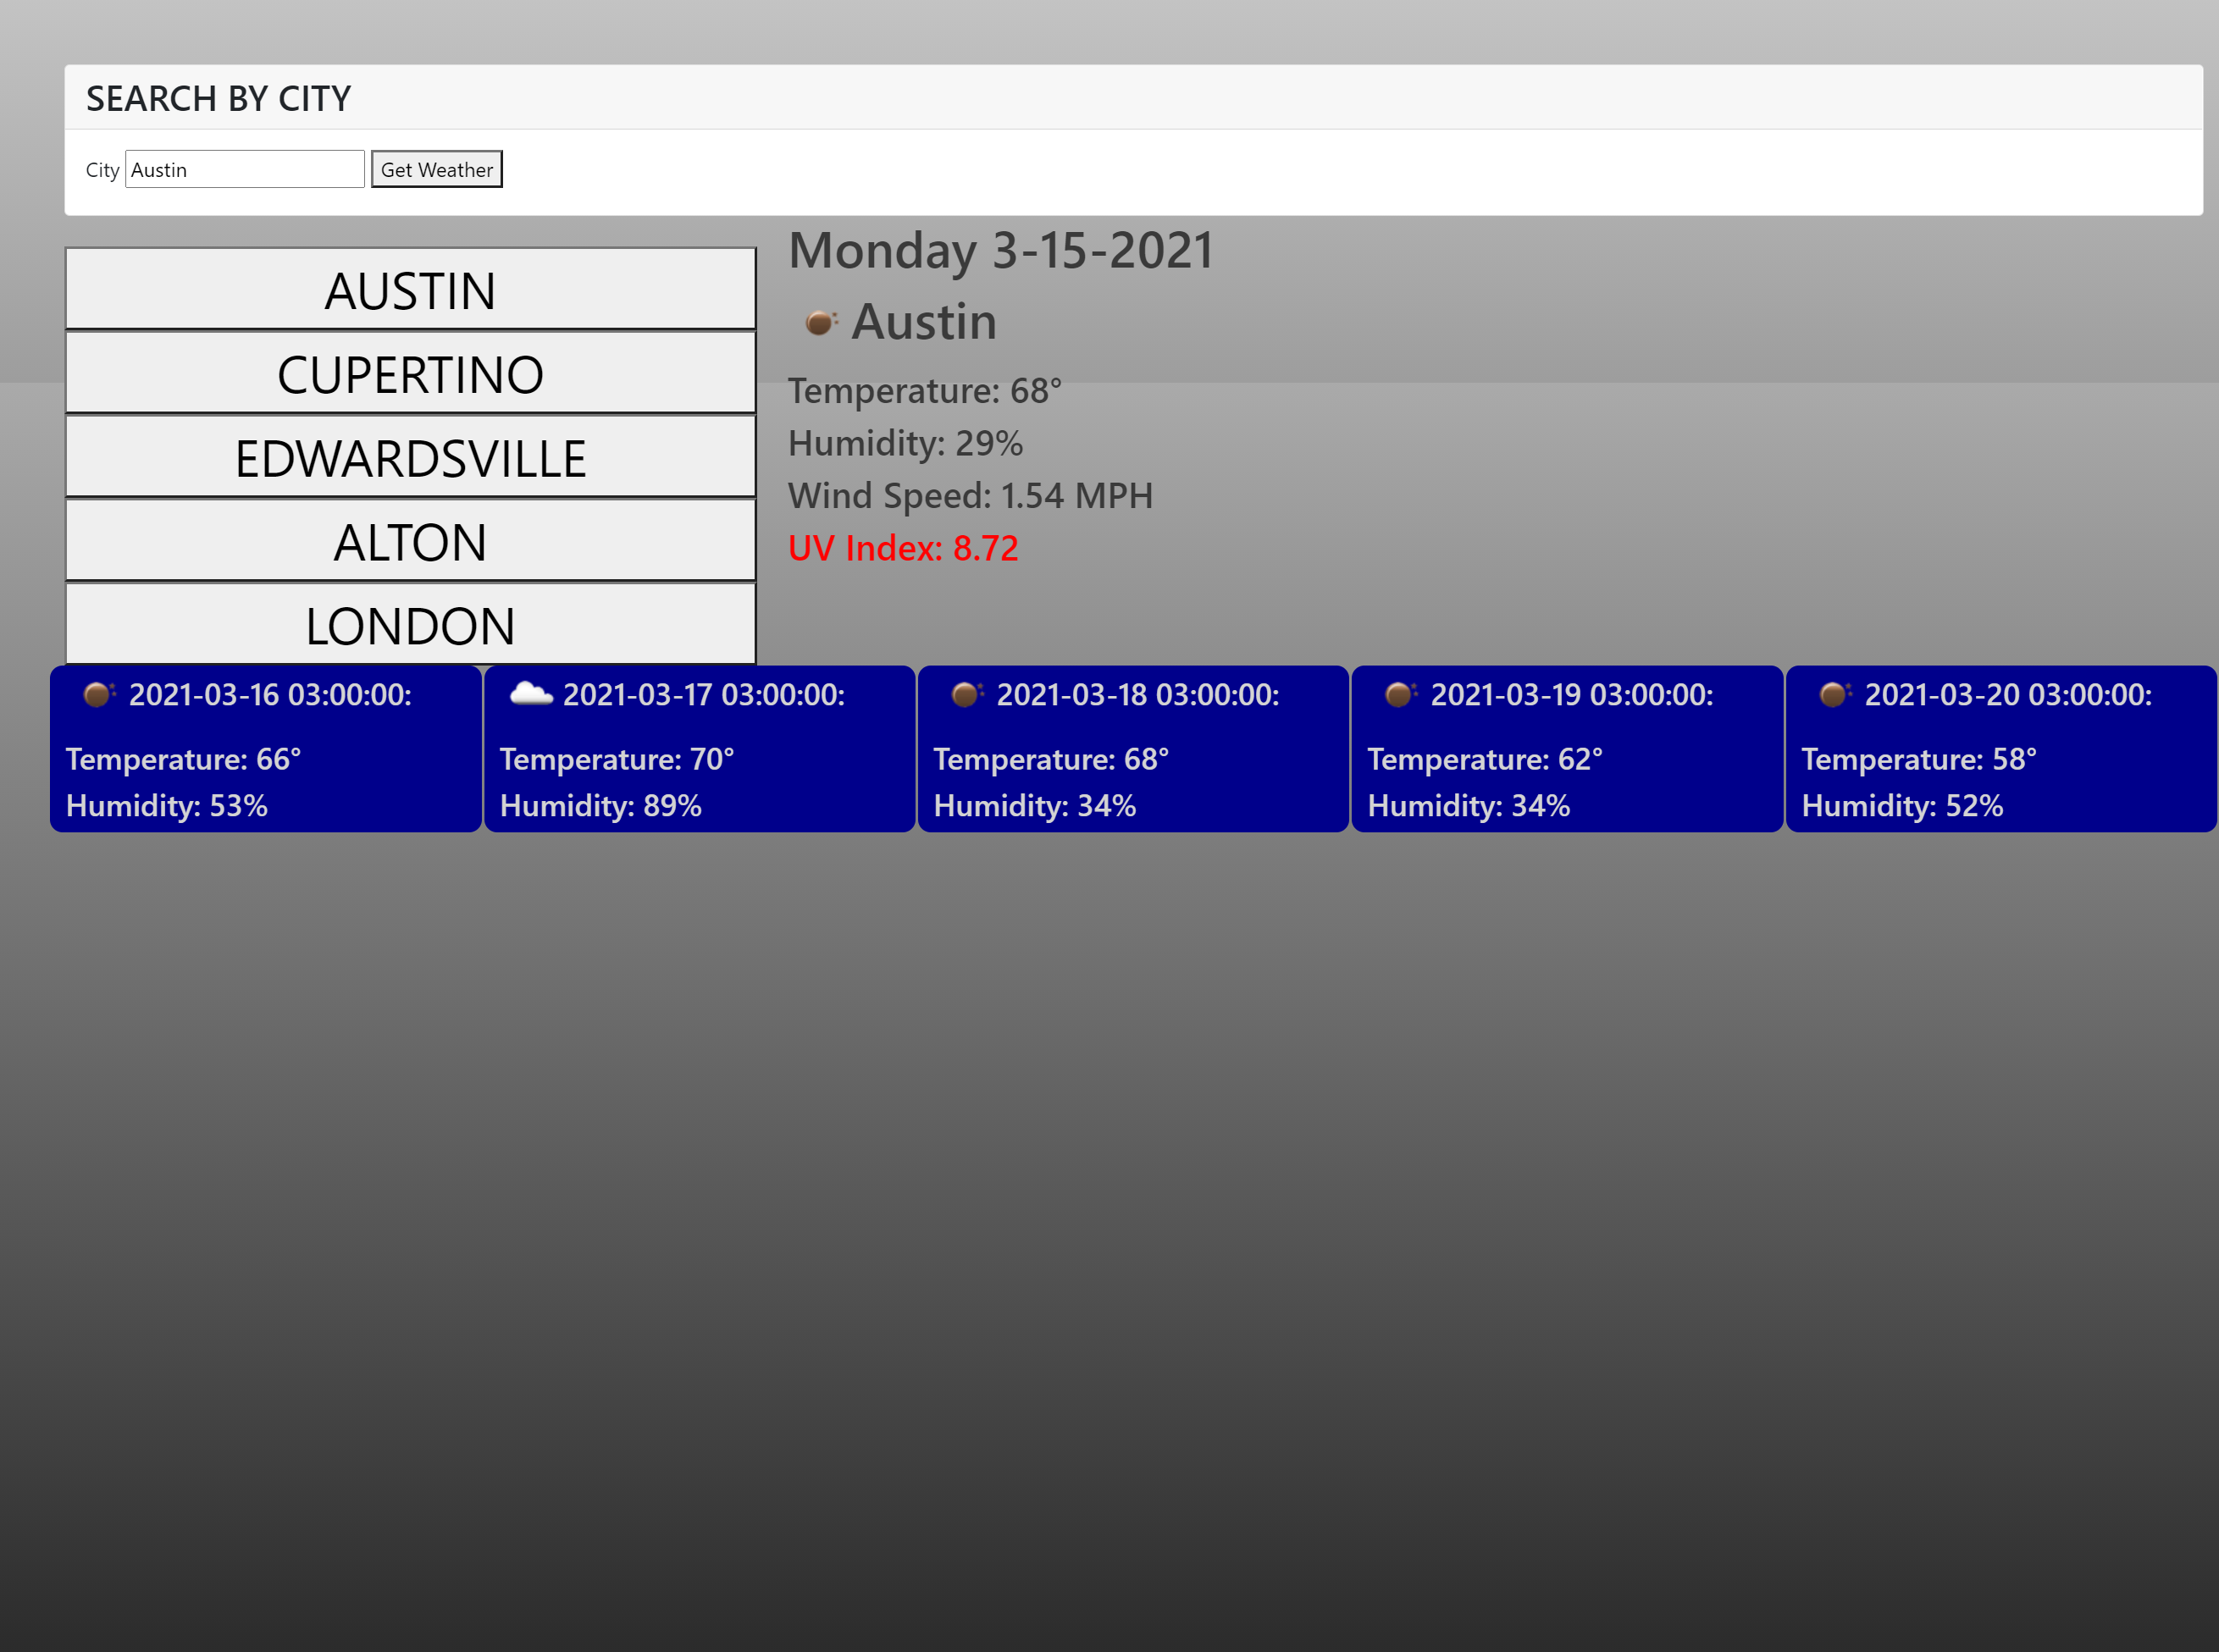 SEARCH BY CITY
City Austin Get Weather
AUSTIN
CUPERTINO
EDWARDSVILLE
ALTON
LONDON
Monday 3-15-2021
Austin
Temperature: 68°
Humidity: 29%
Wind Speed: 1.54 MPH
UV Index: 8.72
2021-03-16 03:00:00:
Temperature: 66°
Humidity: 53%
2021-03-17 03:00:00:
Temperature: 70°
Humidity: 89%
2021-03-18 03:00:00:
Temperature: 68°
Humidity: 34%
2021-03-19 03:00:00:
Temperature: 62°
Humidity: 34%
2021-03-20 03:00:00:
Temperature: 58°
Humidity: 52%